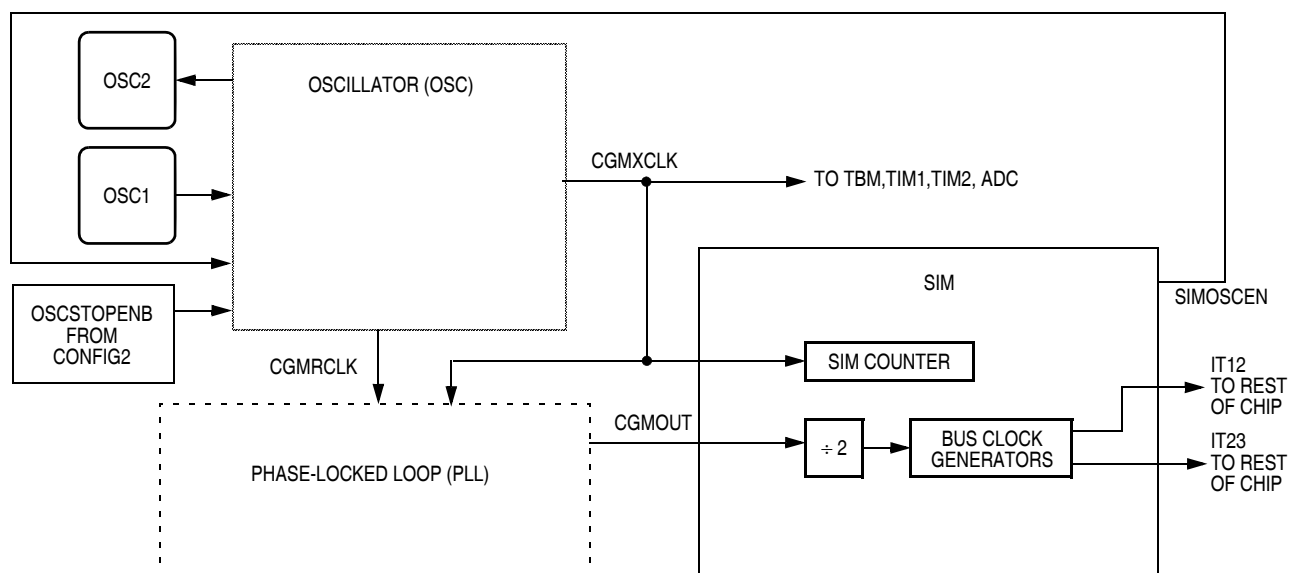 OSC2
OSCILLATOR (OSC)
CGMXCLK
TO TBM,TIM1,TIM2, ADC
OSC1
SIM
SIMOSCEN
OSCSTOPENB
FROM
CONFIG2
CGMRCLK
SIM COUNTER
IT12
TO REST
OF CHIP
CGMOUT
÷ 2
BUS CLOCK
GENERATORS
IT23
TO REST
OF CHIP
PHASE-LOCKED LOOP (PLL)